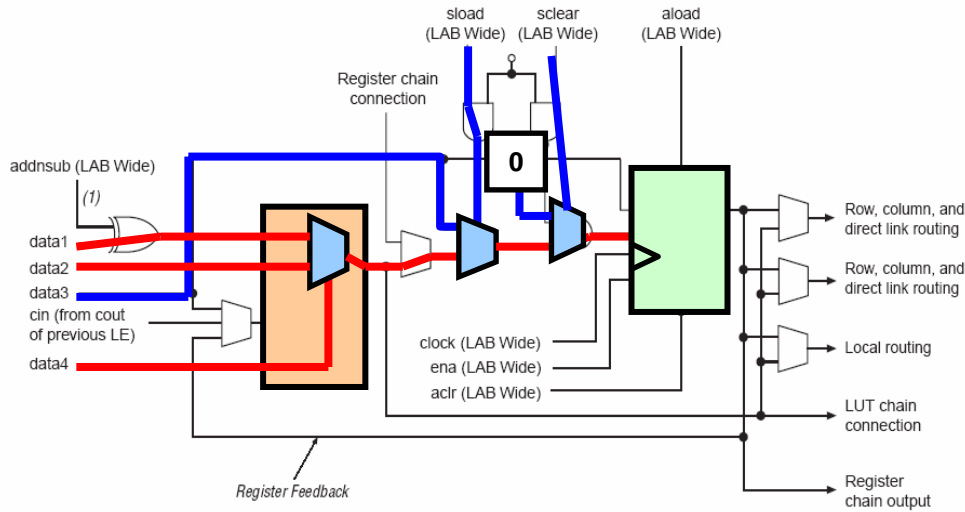 sload
(LAB Wide)
sclear
(LAB Wide)
aload
(LAB Wide)
Register chain
connection
addnsub (LAB Wide)
(1)
data1
data2
data3
cin (from cout
of previous LE)
data4
0
clock (LAB Wide)
ena (LAB Wide)
aclr (LAB Wide)
Row, column, and
direct link routing
Row, column, and
direct link routing
Local routing
LUT chain
connection
Register
chain output
Register Feedback